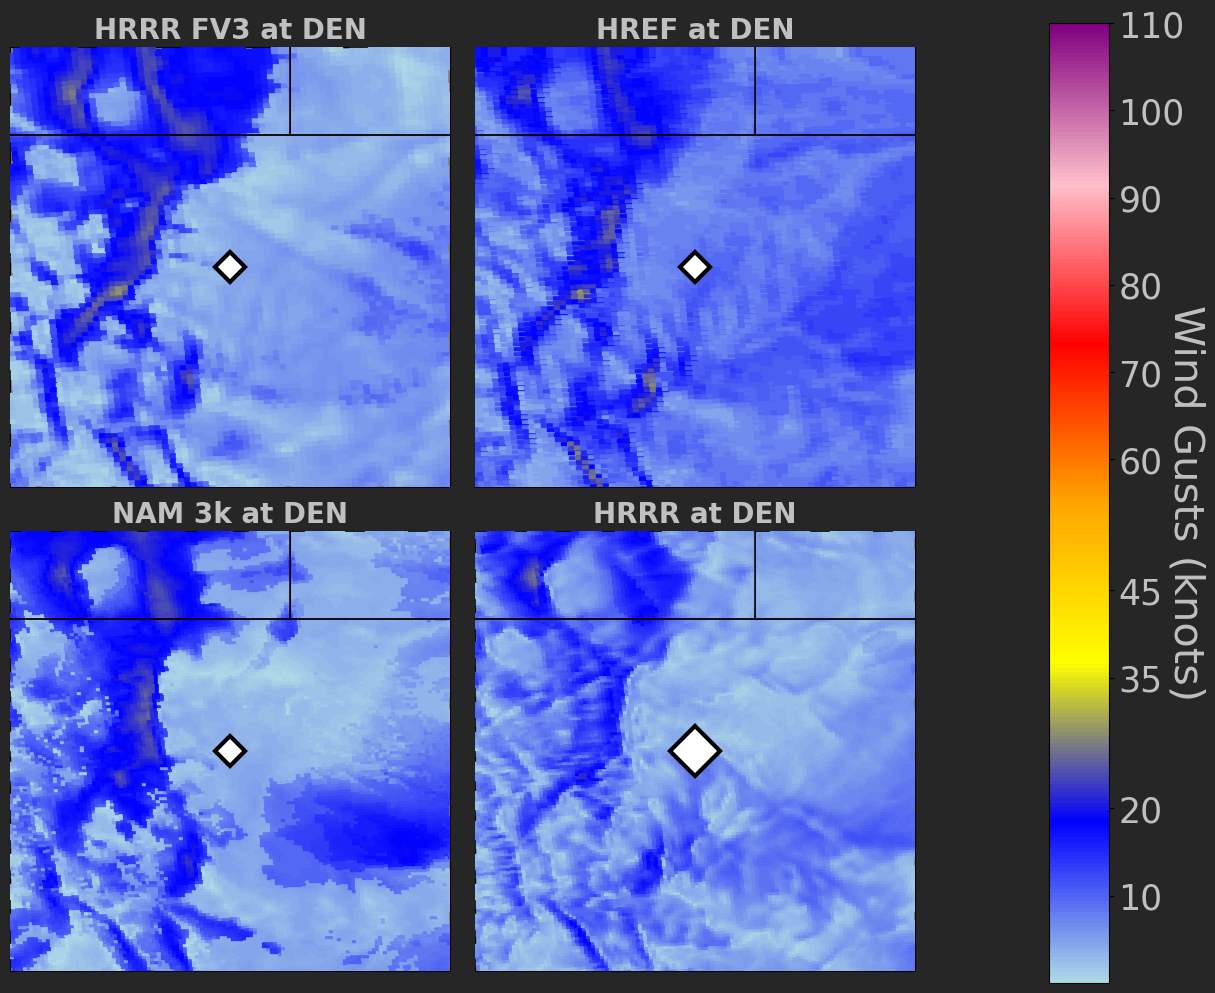 HRRR FV3 at DEN
HREF at DEN
NAM 3k at DEN
HRRR at DEN
110
100
90
80
70
60
45
35
20
10
Wind Gusts (knots)